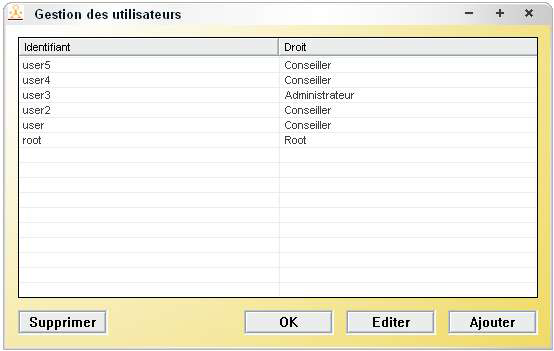 Gestion des utilisateurs
Identifiant Droit
user5 Conseiller
user4 Conseiller
user3 Administrateur
user2 Conseiller
user Conseiller
root Root
Supprimer OK Editer Ajouter